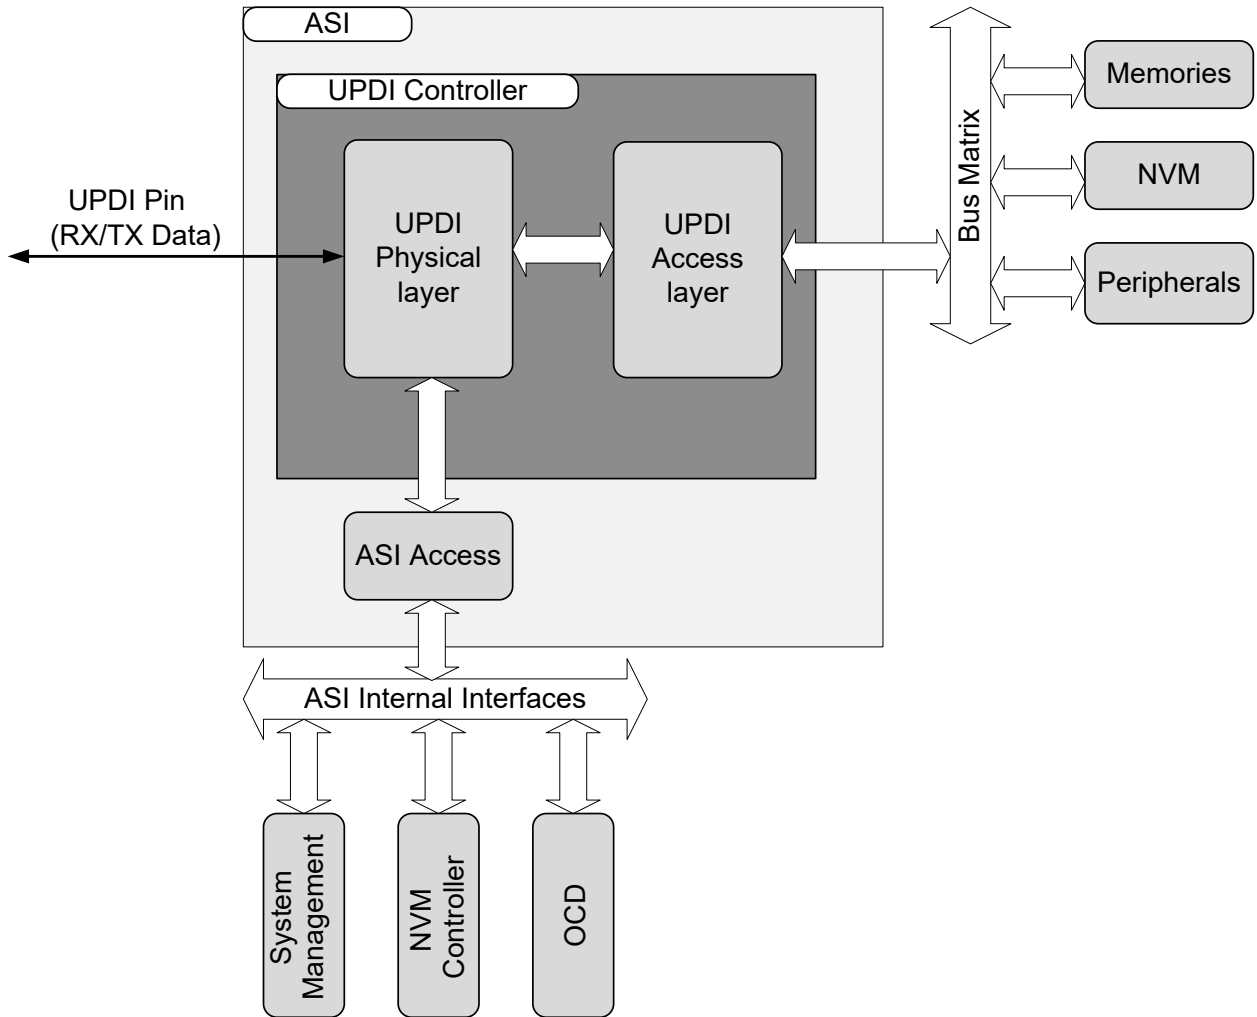 ASI
UPDI Controller
UPDI Pin
(RX/TX Data)
UPDI
Physical
layer
UPDI
Access
layer
Bus Matrix
Memories
NVM
Peripherals
ASI Access
ASI Internal Interfaces
System
Management
NVM
Controller
OCD